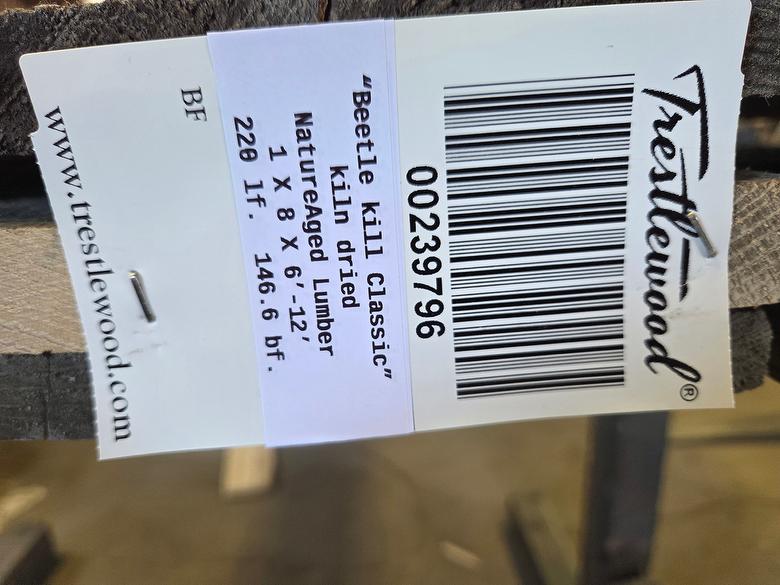 Trestlewood®
00239796
"Beetle kill Classic"
kiln dried
NatureAged Lumber
1 X 8 X 6'-12'
220 lf. 146.6 bf.
BF
www.trestlewood.com